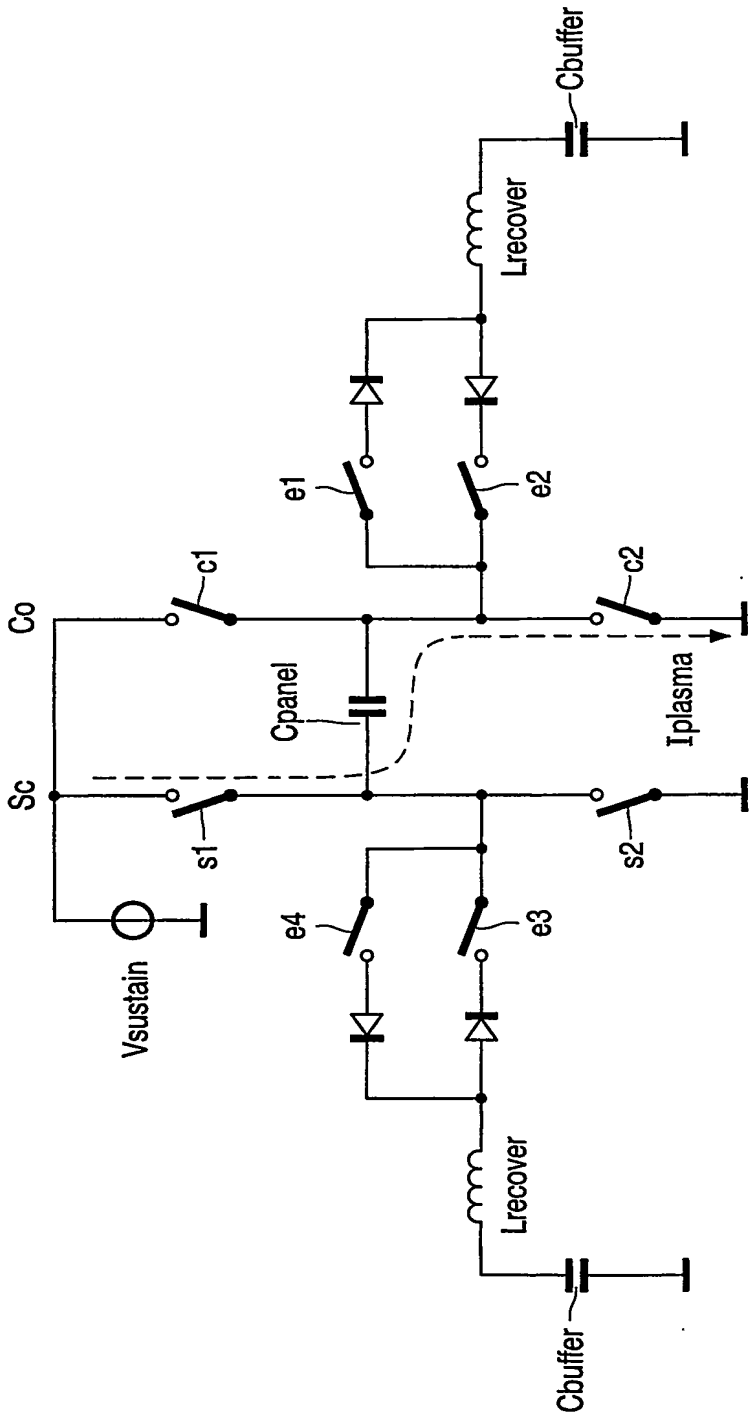 Sc
Co
Vsustain
s1
c1
Cpanel
e4
e3
e1
e2
Lrecover
Lrecover
Cbuffer
Cbuffer
s2
c2
Iplasma